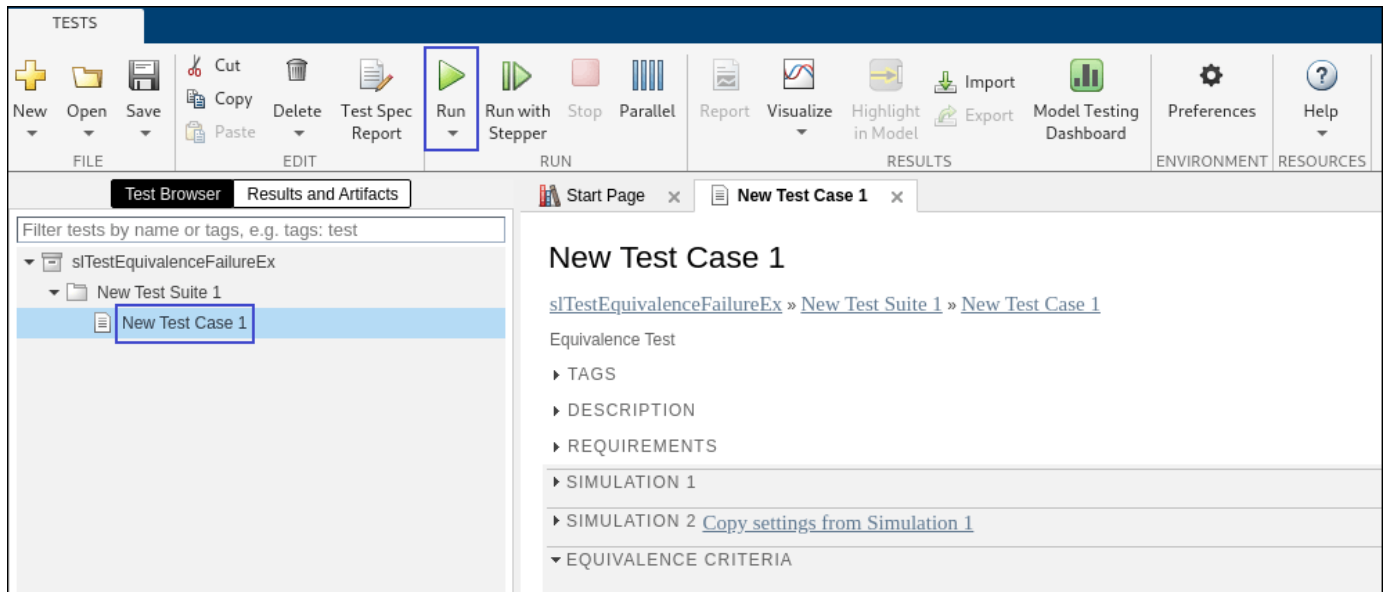 TESTS
New
Open
Save
FILE
Cut
Copy
Paste
Delete
Test Spec
Report
EDIT
Run
Run with
Stepper
Stop
Parallel
RUN
Report
Visualize
Highlight
in Model
Import
Export
Model Testing
Dashboard
RESULTS
Preferences
ENVIRONMENT
?
Help
RESOURCES
Test Browser
Results and Artifacts
Filter tests by name or tags, e.g. tags: test
slTestEquivalenceFailureEx
New Test Suite 1
New Test Case 1
Start Page ×
New Test Case 1 ×
New Test Case 1
slTestEquivalenceFailureEx » New Test Suite 1 » New Test Case 1
Equivalence Test
TAGS
DESCRIPTION
REQUIREMENTS
SIMULATION 1
SIMULATION 2 Copy settings from Simulation 1
EQUIVALENCE CRITERIA